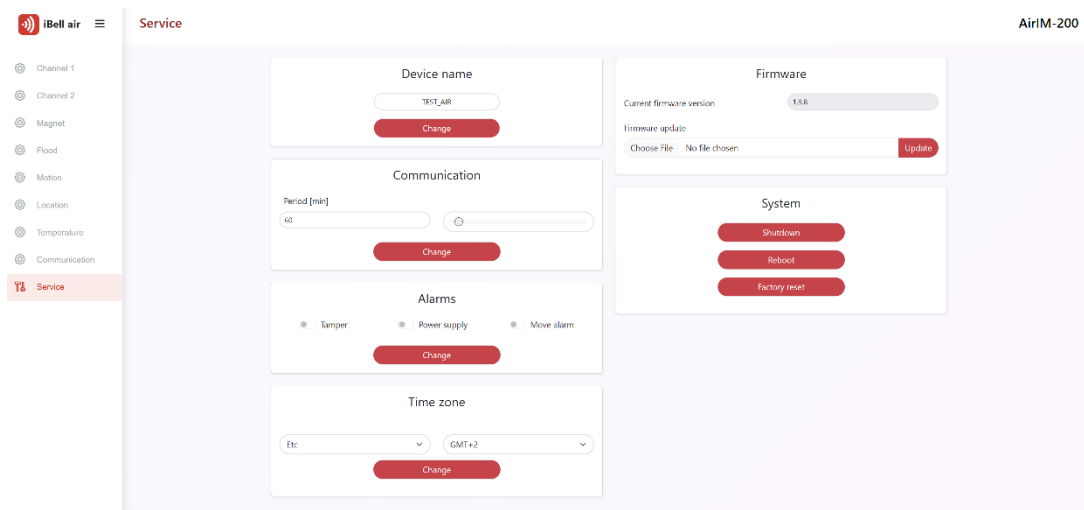 iBell air
Service
AirIM-200
Channel 1
Channel 2
Magnet
Flood
Motion
Location
Temperature
Communication
Service
Device name
TEST_AIR
Change
Communication
Period [min]
60
Change
Alarms
Tamper Power supply Move alarm
Change
Time zone
Etc GMT+2
Change
Firmware
Current firmware version 1.9.8
Firmware update
Choose File No file chosen Update
System
Shutdown
Reboot
Factory reset